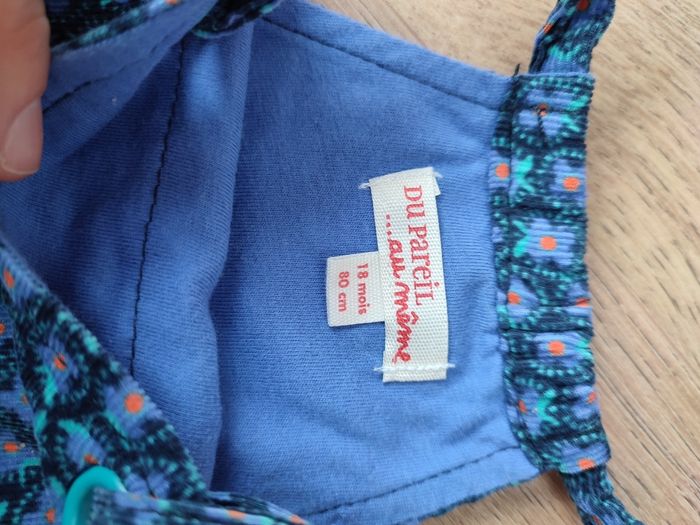 DU PAREIL
...au même
18 mois
80 cm